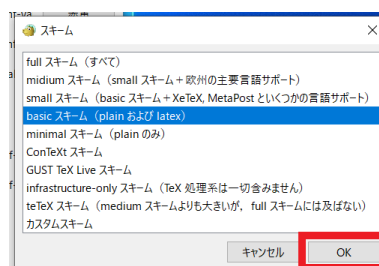 スキーム
full スキーム（すべて）
midium スキーム（small スキーム + 欧州の主要言語サポート）
small スキーム（basic スキーム + XeTeX, MetaPost といくつかの言語サポート）
basic スキーム（plain および latex）
minimal スキーム（plain のみ）
ConTeXt スキーム
GUST TeX Live スキーム
infrastructure-only スキーム（TeX 処理系は一切含みません）
teTeX スキーム（medium スキームよりも大きいが，full スキームには及ばない）
カスタムスキーム
キャンセル
OK